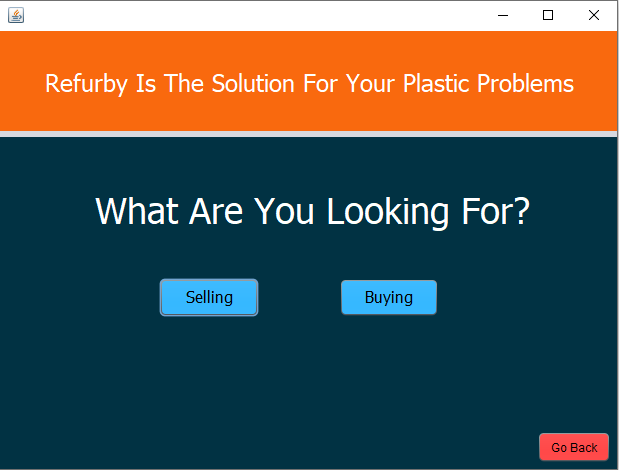 Refurby Is The Solution For Your Plastic Problems
What Are You Looking For?
Selling
Buying
Go Back